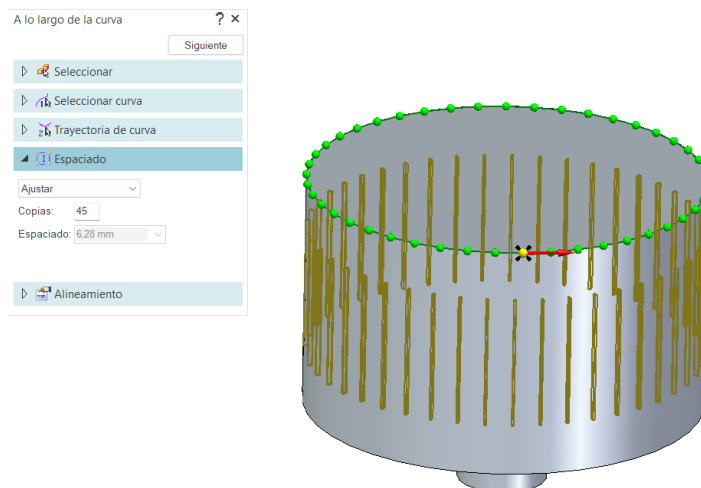 A lo largo de la curva
Siguiente
Seleccionar
Seleccionar curva
Trayectoria de curva
Espaciado
Ajustar
Copias: 45
Espaciado: 6,28 mm
Alineamiento